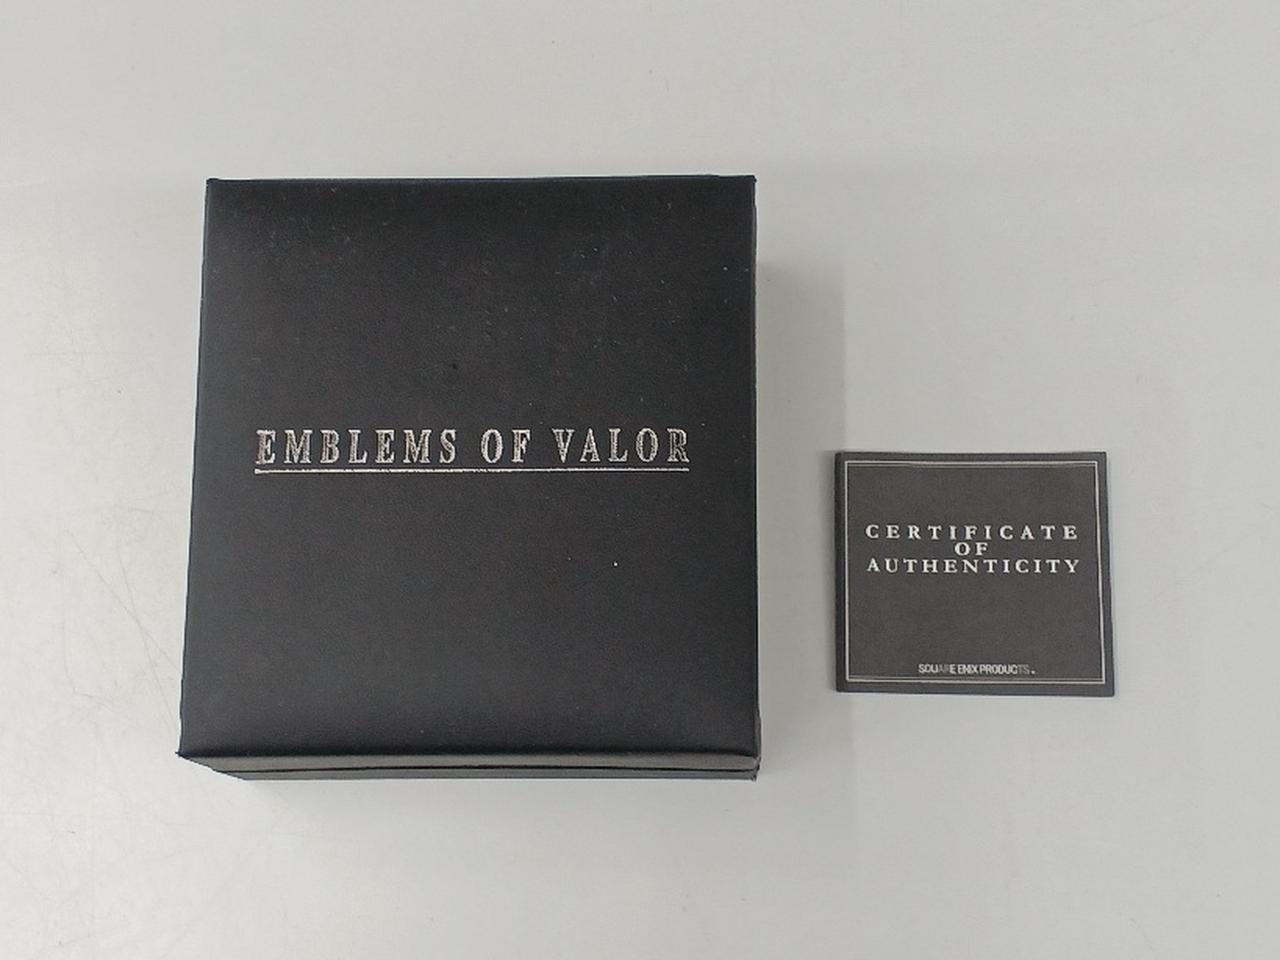 EMBLEMS OF VALOR
CERTIFICATE
OF
AUTHENTICITY
SQUARE ENIX PRODUCTS.